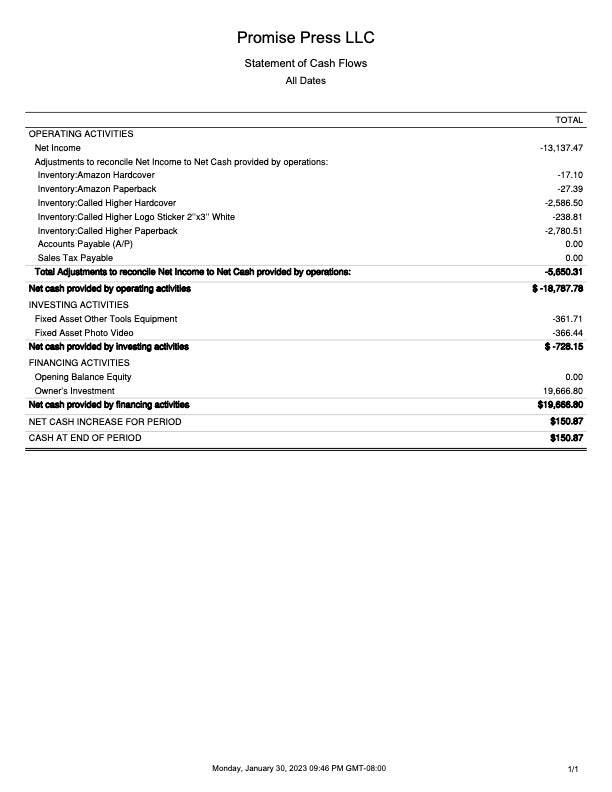 Promise Press LLC
Statement of Cash Flows
All Dates
TOTAL
OPERATING ACTIVITIES
Net Income -13,137.47
Adjustments to reconcile Net Income to Net Cash provided by operations:
Inventory:Amazon Hardcover -17.10
Inventory:Amazon Paperback -27.39
Inventory:Called Higher Hardcover -2,586.50
Inventory:Called Higher Logo Sticker 2"x3" White -238.81
Inventory:Called Higher Paperback -2,780.51
Accounts Payable (A/P) 0.00
Sales Tax Payable 0.00
Total Adjustments to reconcile Net Income to Net Cash provided by operations: -5,650.31
Net cash provided by operating activities $ -18,787.78
INVESTING ACTIVITIES
Fixed Asset Other Tools Equipment -361.71
Fixed Asset Photo Video -366.44
Net cash provided by investing activities $ -728.15
FINANCING ACTIVITIES
Opening Balance Equity 0.00
Owner's Investment 19,666.80
Net cash provided by financing activities $19,666.80
NET CASH INCREASE FOR PERIOD $150.87
CASH AT END OF PERIOD $150.87
Monday, January 30, 2023 09:46 PM GMT-08:00 1/1